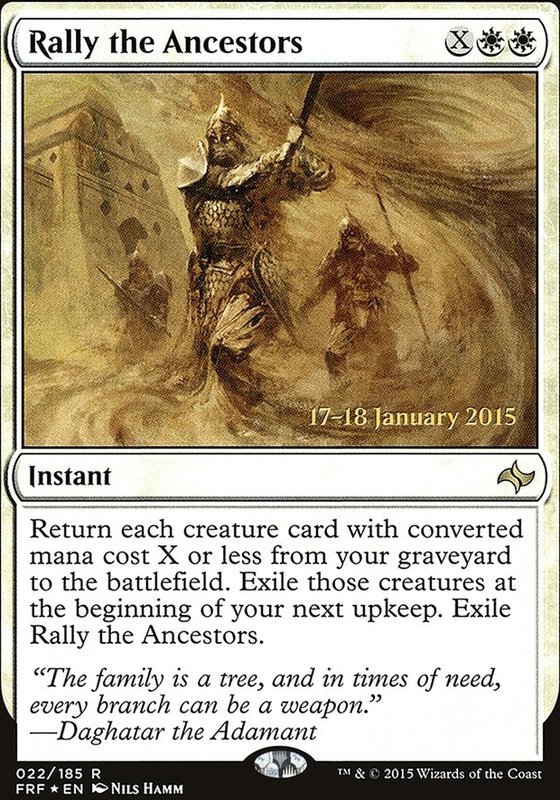 Rally the Ancestors X
17–18 January 2015
Instant
Return each creature card with converted
mana cost X or less from your graveyard
to the battlefield. Exile those creatures at
the beginning of your next upkeep. Exile
Rally the Ancestors.
“The family is a tree, and in times of need,
every branch can be a weapon.”
—Daghatar the Adamant
022/185 R
™ & © 2015 Wizards of the Coast
FRF ★ EN Nils Hamm